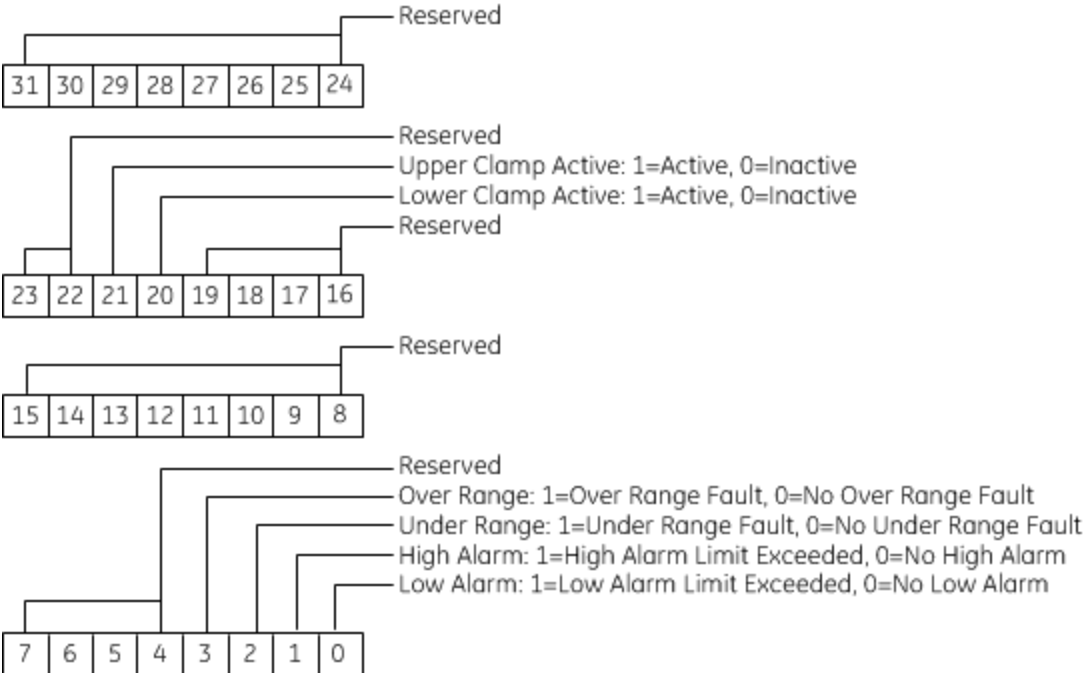 Reserved
31 30 29 28 27 26 25 24
Reserved
Upper Clamp Active: 1=Active, 0=Inactive
Lower Clamp Active: 1=Active, 0=Inactive
Reserved
23 22 21 20 19 18 17 16
Reserved
15 14 13 12 11 10 9 8
Reserved
Over Range: 1=Over Range Fault, 0=No Over Range Fault
Under Range: 1=Under Range Fault, 0=No Under Range Fault
High Alarm: 1=High Alarm Limit Exceeded, 0=No High Alarm
Low Alarm: 1=Low Alarm Limit Exceeded, 0=No Low Alarm
7 6 5 4 3 2 1 0